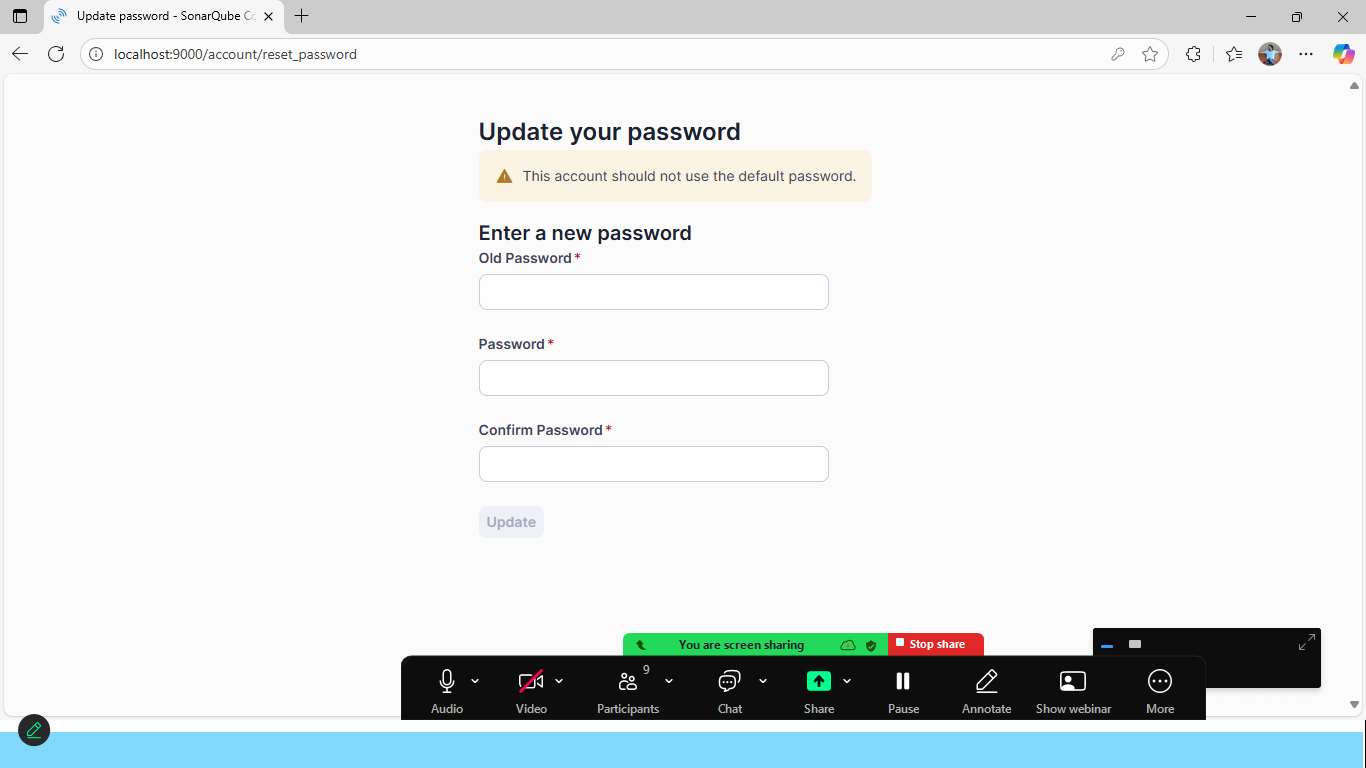 Update password - SonarQube Co
localhost:9000/account/reset_password
Update your password
This account should not use the default password.
Enter a new password
Old Password*
Password*
Confirm Password*
Update
You are screen sharing
Stop share
9
Audio
Video
Participants
Chat
Share
Pause
Annotate
Show webinar
More